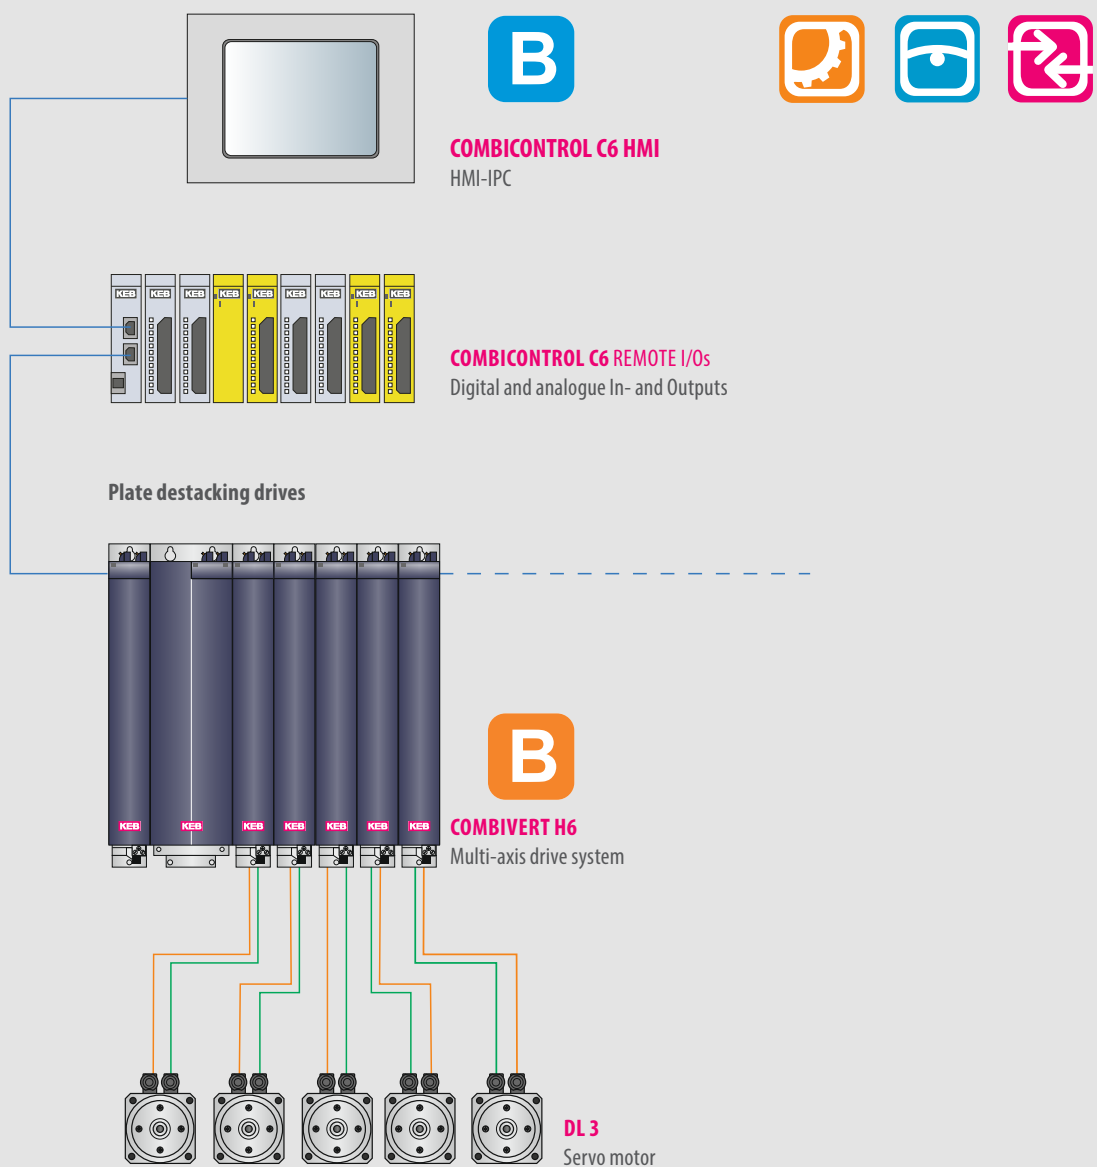 B
COMBICONTROL C6 HMI
HMI-IPC
KEB KEB KEB KEB KEB KEB KEB KEB KEB
COMBICONTROL C6 REMOTE I/Os
Digital and analogue In- and Outputs
Plate destacking drives
B
KEB KEB KEB KEB KEB KEB KEB
COMBIVERT H6
Multi-axis drive system
DL 3
Servo motor